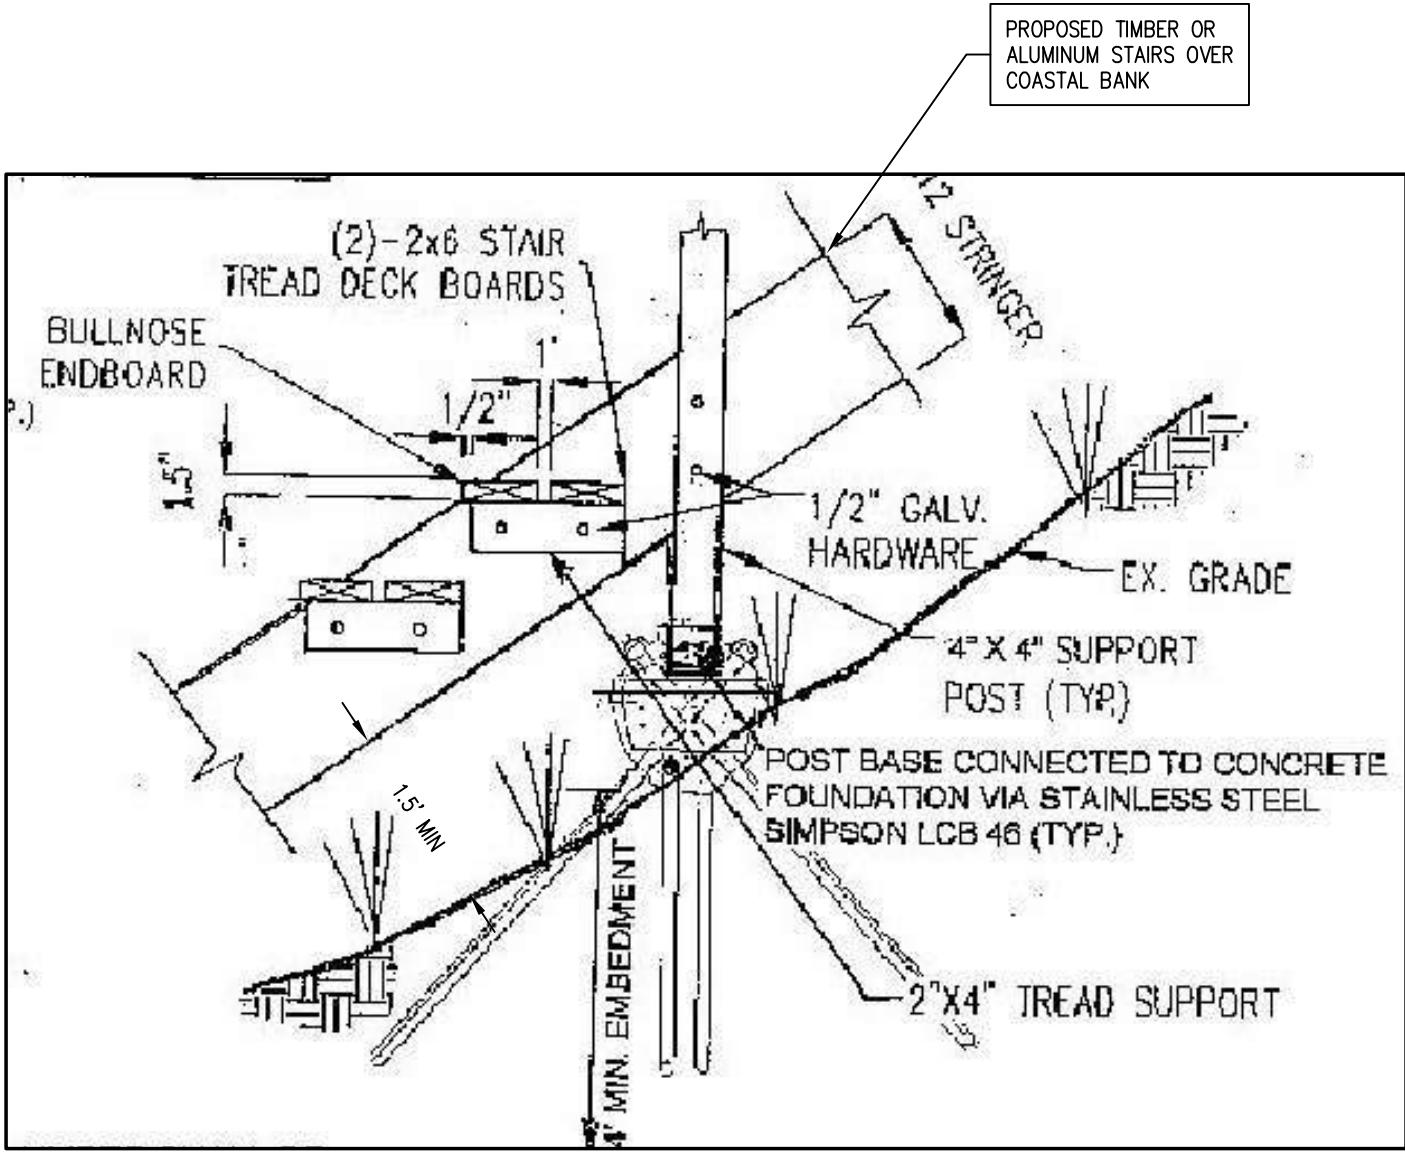 PROPOSED TIMBER OR
ALUMINUM STAIRS OVER
COASTAL BANK
(2)-2x6 STAIR
TREAD DECK BOARDS
12 STRINGER
BULLNOSE
ENDBOARD
P.)
1"
1/2"
1.5"
1/2" GALV.
HARDWARE
EX. GRADE
4" X 4" SUPPORT
POST (TYP.)
POST BASE CONNECTED TO CONCRETE
FOUNDATION VIA STAINLESS STEEL
SIMPSON LCB 46 (TYP.)
1.5' MIN
4' MIN. EMBEDMENT
2"X4" TREAD SUPPORT